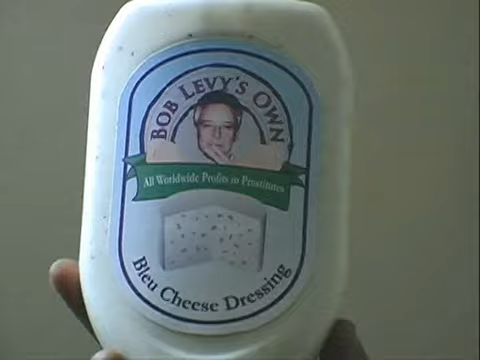 BOB LEVY'S OWN
All Worldwide Profits to Prostitutes
Bleu Cheese Dressing